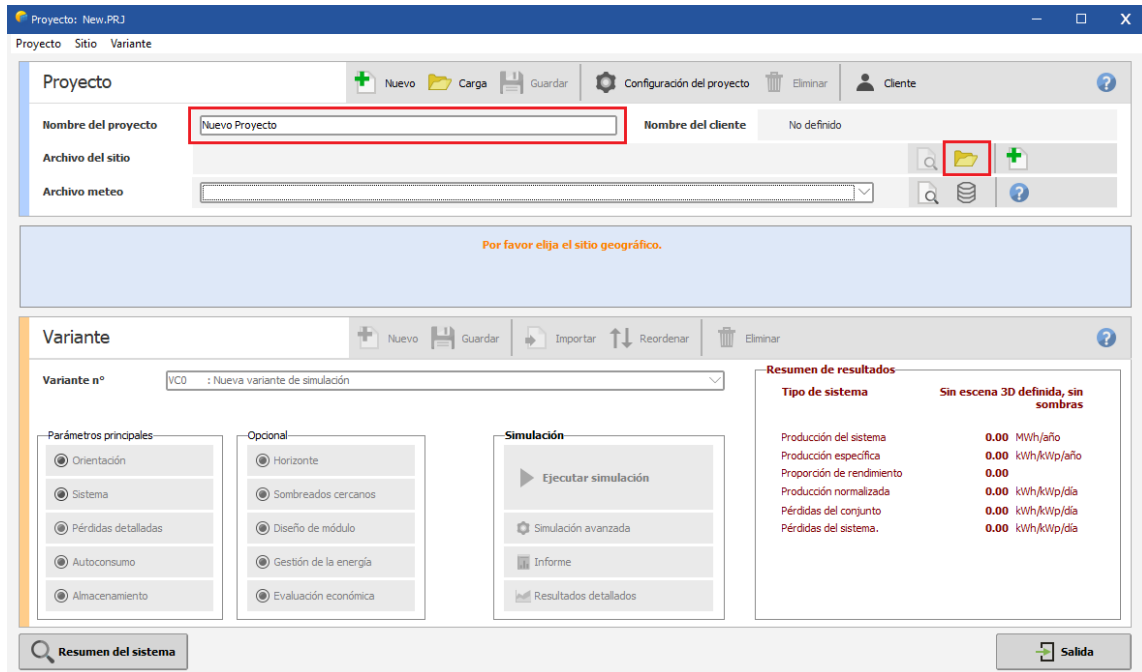 Proyecto: New.PRJ
Proyecto Sitio Variante
Proyecto
Nuevo Carga Guardar Configuración del proyecto Eliminar Cliente
Nombre del proyecto Nuevo Proyecto Nombre del cliente No definido
Archivo del sitio
Archivo meteo
Por favor elija el sitio geográfico.
Variante
Nuevo Guardar Importar Reordenar Eliminar
Variante n° VC0 : Nueva variante de simulación
Resumen de resultados
Tipo de sistema Sin escena 3D definida, sin
sombras
Parámetros principales Opcional Simulación
Producción del sistema 0.00 MWh/año
Producción específica 0.00 kWh/kWp/año
Proporción de rendimiento 0.00
Producción normalizada 0.00 kWh/kWp/día
Pérdidas del conjunto 0.00 kWh/kWp/día
Pérdidas del sistema. 0.00 kWh/kWp/día
Orientación
Sistema
Pérdidas detalladas
Autoconsumo
Almacenamiento
Horizonte
Sombreados cercanos
Diseño de módulo
Gestión de la energía
Evaluación económica
Ejecutar simulación
Simulación avanzada
Informe
Resultados detallados
Resumen del sistema
Salida